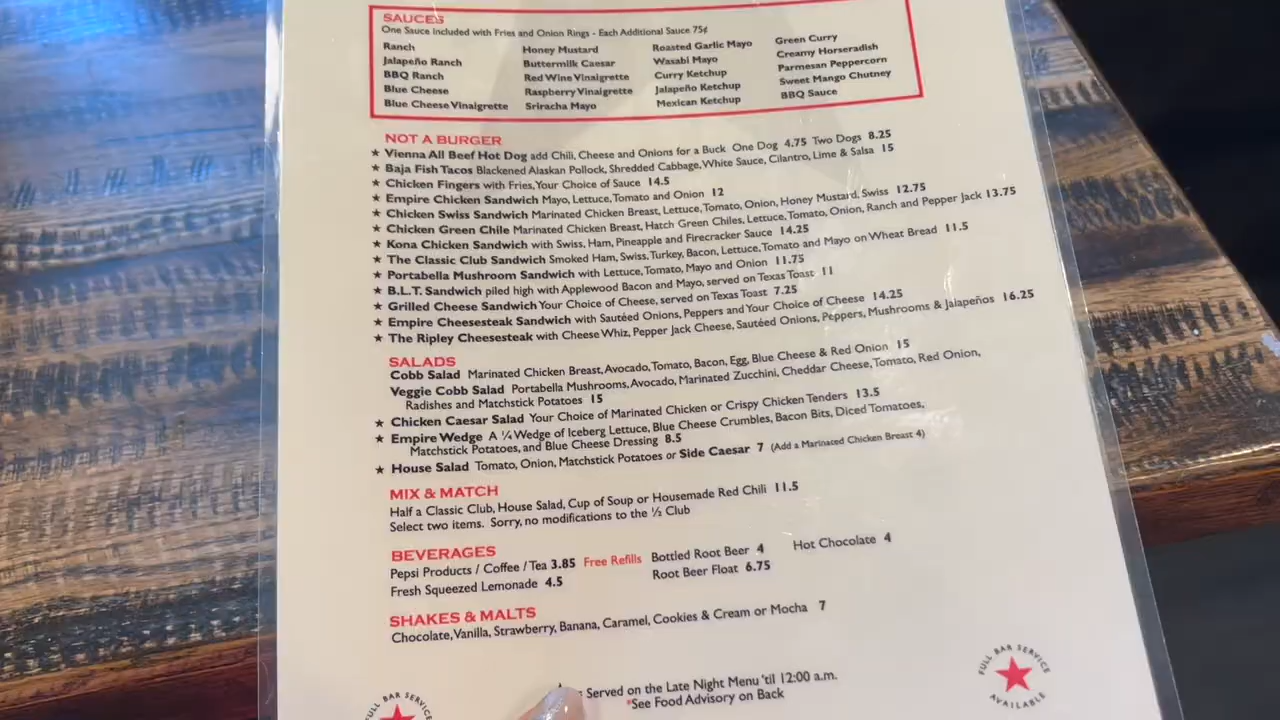 SAUCES
One Sauce Included with Fries and Onion Rings - Each Additional Sauce 75¢
Ranch
Jalapeño Ranch
BBQ Ranch
Blue Cheese
Blue Cheese Vinaigrette
Honey Mustard
Buttermilk Caesar
Red Wine Vinaigrette
Raspberry Vinaigrette
Sriracha Mayo
Roasted Garlic Mayo
Wasabi Mayo
Curry Ketchup
Jalapeño Ketchup
Mexican Ketchup
Green Curry
Creamy Horseradish
Parmesan Peppercorn
Sweet Mango Chutney
BBQ Sauce
NOT A BURGER
★ Vienna All Beef Hot Dog add Chili, Cheese and Onions for a Buck One Dog 4.75 Two Dogs 8.25
★ Baja Fish Tacos Blackened Alaskan Pollock, Shredded Cabbage, White Sauce, Cilantro, Lime & Salsa 15
★ Chicken Fingers with Fries, Your Choice of Sauce 14.5
★ Empire Chicken Sandwich Mayo, Lettuce, Tomato and Onion 12
★ Chicken Swiss Sandwich Marinated Chicken Breast, Lettuce, Tomato, Onion, Honey Mustard, Swiss 12.75
★ Chicken Green Chile Marinated Chicken Breast, Hatch Green Chiles, Lettuce, Tomato, Onion, Ranch and Pepper Jack 13.75
★ Kona Chicken Sandwich with Swiss, Ham, Pineapple and Firecracker Sauce 14.25
★ The Classic Club Sandwich Smoked Ham, Swiss, Turkey, Bacon, Lettuce, Tomato and Mayo on Wheat Bread 11.5
★ Portabella Mushroom Sandwich with Lettuce, Tomato, Mayo and Onion 11.75
★ B.L.T. Sandwich piled high with Applewood Bacon and Mayo, served on Texas Toast 11
★ Grilled Cheese Sandwich Your Choice of Cheese, served on Texas Toast 7.25
★ Empire Cheesesteak Sandwich with Sautéed Onions, Peppers and Your Choice of Cheese 14.25
★ The Ripley Cheesesteak with Cheese Whiz, Pepper Jack Cheese, Sautéed Onions, Peppers, Mushrooms & Jalapeños 16.25
SALADS
Cobb Salad Marinated Chicken Breast, Avocado, Tomato, Bacon, Egg, Blue Cheese & Red Onion 15
Veggie Cobb Salad Portabella Mushrooms, Avocado, Marinated Zucchini, Cheddar Cheese, Tomato, Red Onion,
Radishes and Matchstick Potatoes 15
★ Chicken Caesar Salad Your Choice of Marinated Chicken or Crispy Chicken Tenders 13.5
★ Empire Wedge A ¼ Wedge of Iceberg Lettuce, Blue Cheese Crumbles, Bacon Bits, Diced Tomatoes,
Matchstick Potatoes, and Blue Cheese Dressing 8.5
★ House Salad Tomato, Onion, Matchstick Potatoes or Side Caesar 7 (Add a Marinated Chicken Breast 4)
MIX & MATCH
Half a Classic Club, House Salad, Cup of Soup or Housemade Red Chili 11.5
Select two items. Sorry, no modifications to the ½ Club
BEVERAGES
Pepsi Products / Coffee / Tea 3.85 Free Refills
Fresh Squeezed Lemonade 4.5
Bottled Root Beer 4
Root Beer Float 6.75
Hot Chocolate 4
SHAKES & MALTS
Chocolate, Vanilla, Strawberry, Banana, Caramel, Cookies & Cream or Mocha 7
Served on the Late Night Menu 'til 12:00 a.m.
*See Food Advisory on Back
FULL BAR SERVICE
FULL BAR SERVICE AVAILABLE